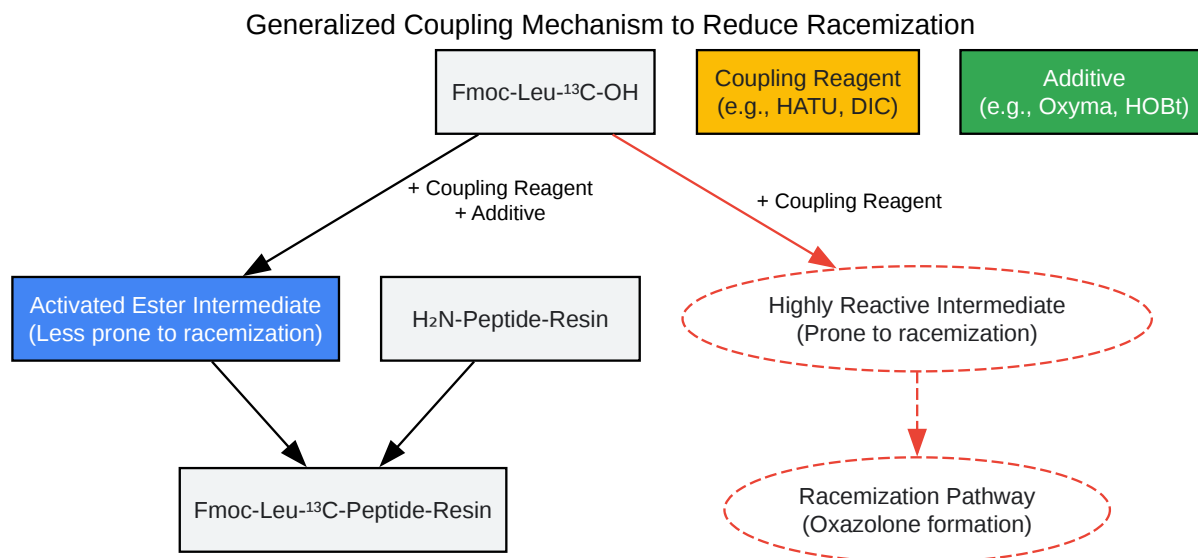 Generalized Coupling Mechanism to Reduce Racemization
Fmoc-Leu-¹³C-OH
Coupling Reagent
(e.g., HATU, DIC)
Additive
(e.g., Oxyma, HOBt)
+ Coupling Reagent
+ Additive
+ Coupling Reagent
Activated Ester Intermediate
(Less prone to racemization)
H₂N-Peptide-Resin
Highly Reactive Intermediate
(Prone to racemization)
Fmoc-Leu-¹³C-Peptide-Resin
Racemization Pathway
(Oxazolone formation)